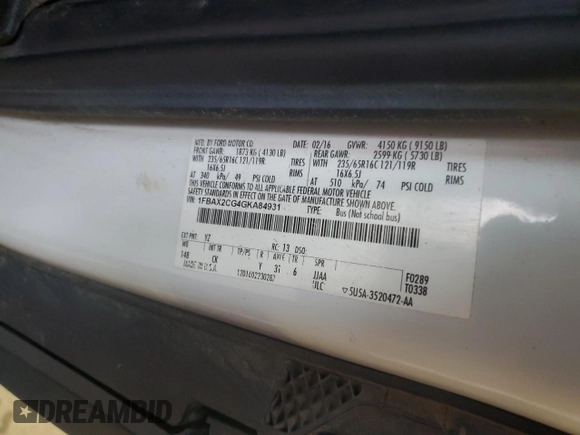 MFD. BY FORD MOTOR CO.
DATE: 02/16 GVWR: 4150 KG ( 9150 LB)
FRONT GAWR: 1873 KG ( 4130 LB) REAR GAWR: 2599 KG ( 5730 LB)
WITH 235/65R16C 121/119R TIRES WITH 235/65R16C 121/119R TIRES
16X6.5J RIMS 16X6.5J RIMS
AT 340 kPa/ 49 PSI COLD AT 510 kPa/ 74 PSI COLD
THIS VEHICLE CONFORMS TO ALL APPLICABLE FEDERAL MOTOR VEHICLE
SAFETY STANDARDS IN EFFECT ON THE DATE OF MANUFACTURE SHOWN ABOVE.
VIN: 1FBAX2CG4GKA84931
TYPE: Bus (Not school bus)
EXT PNT: YZ RC: 13 DSO:
WB INT TR TP/PS R AXLE TR SPR
148 CK Y 6 JJAA F0289
MADE IN U.S.A. JLC T0338
▽5U5A-3520472-AA
DREAMBID